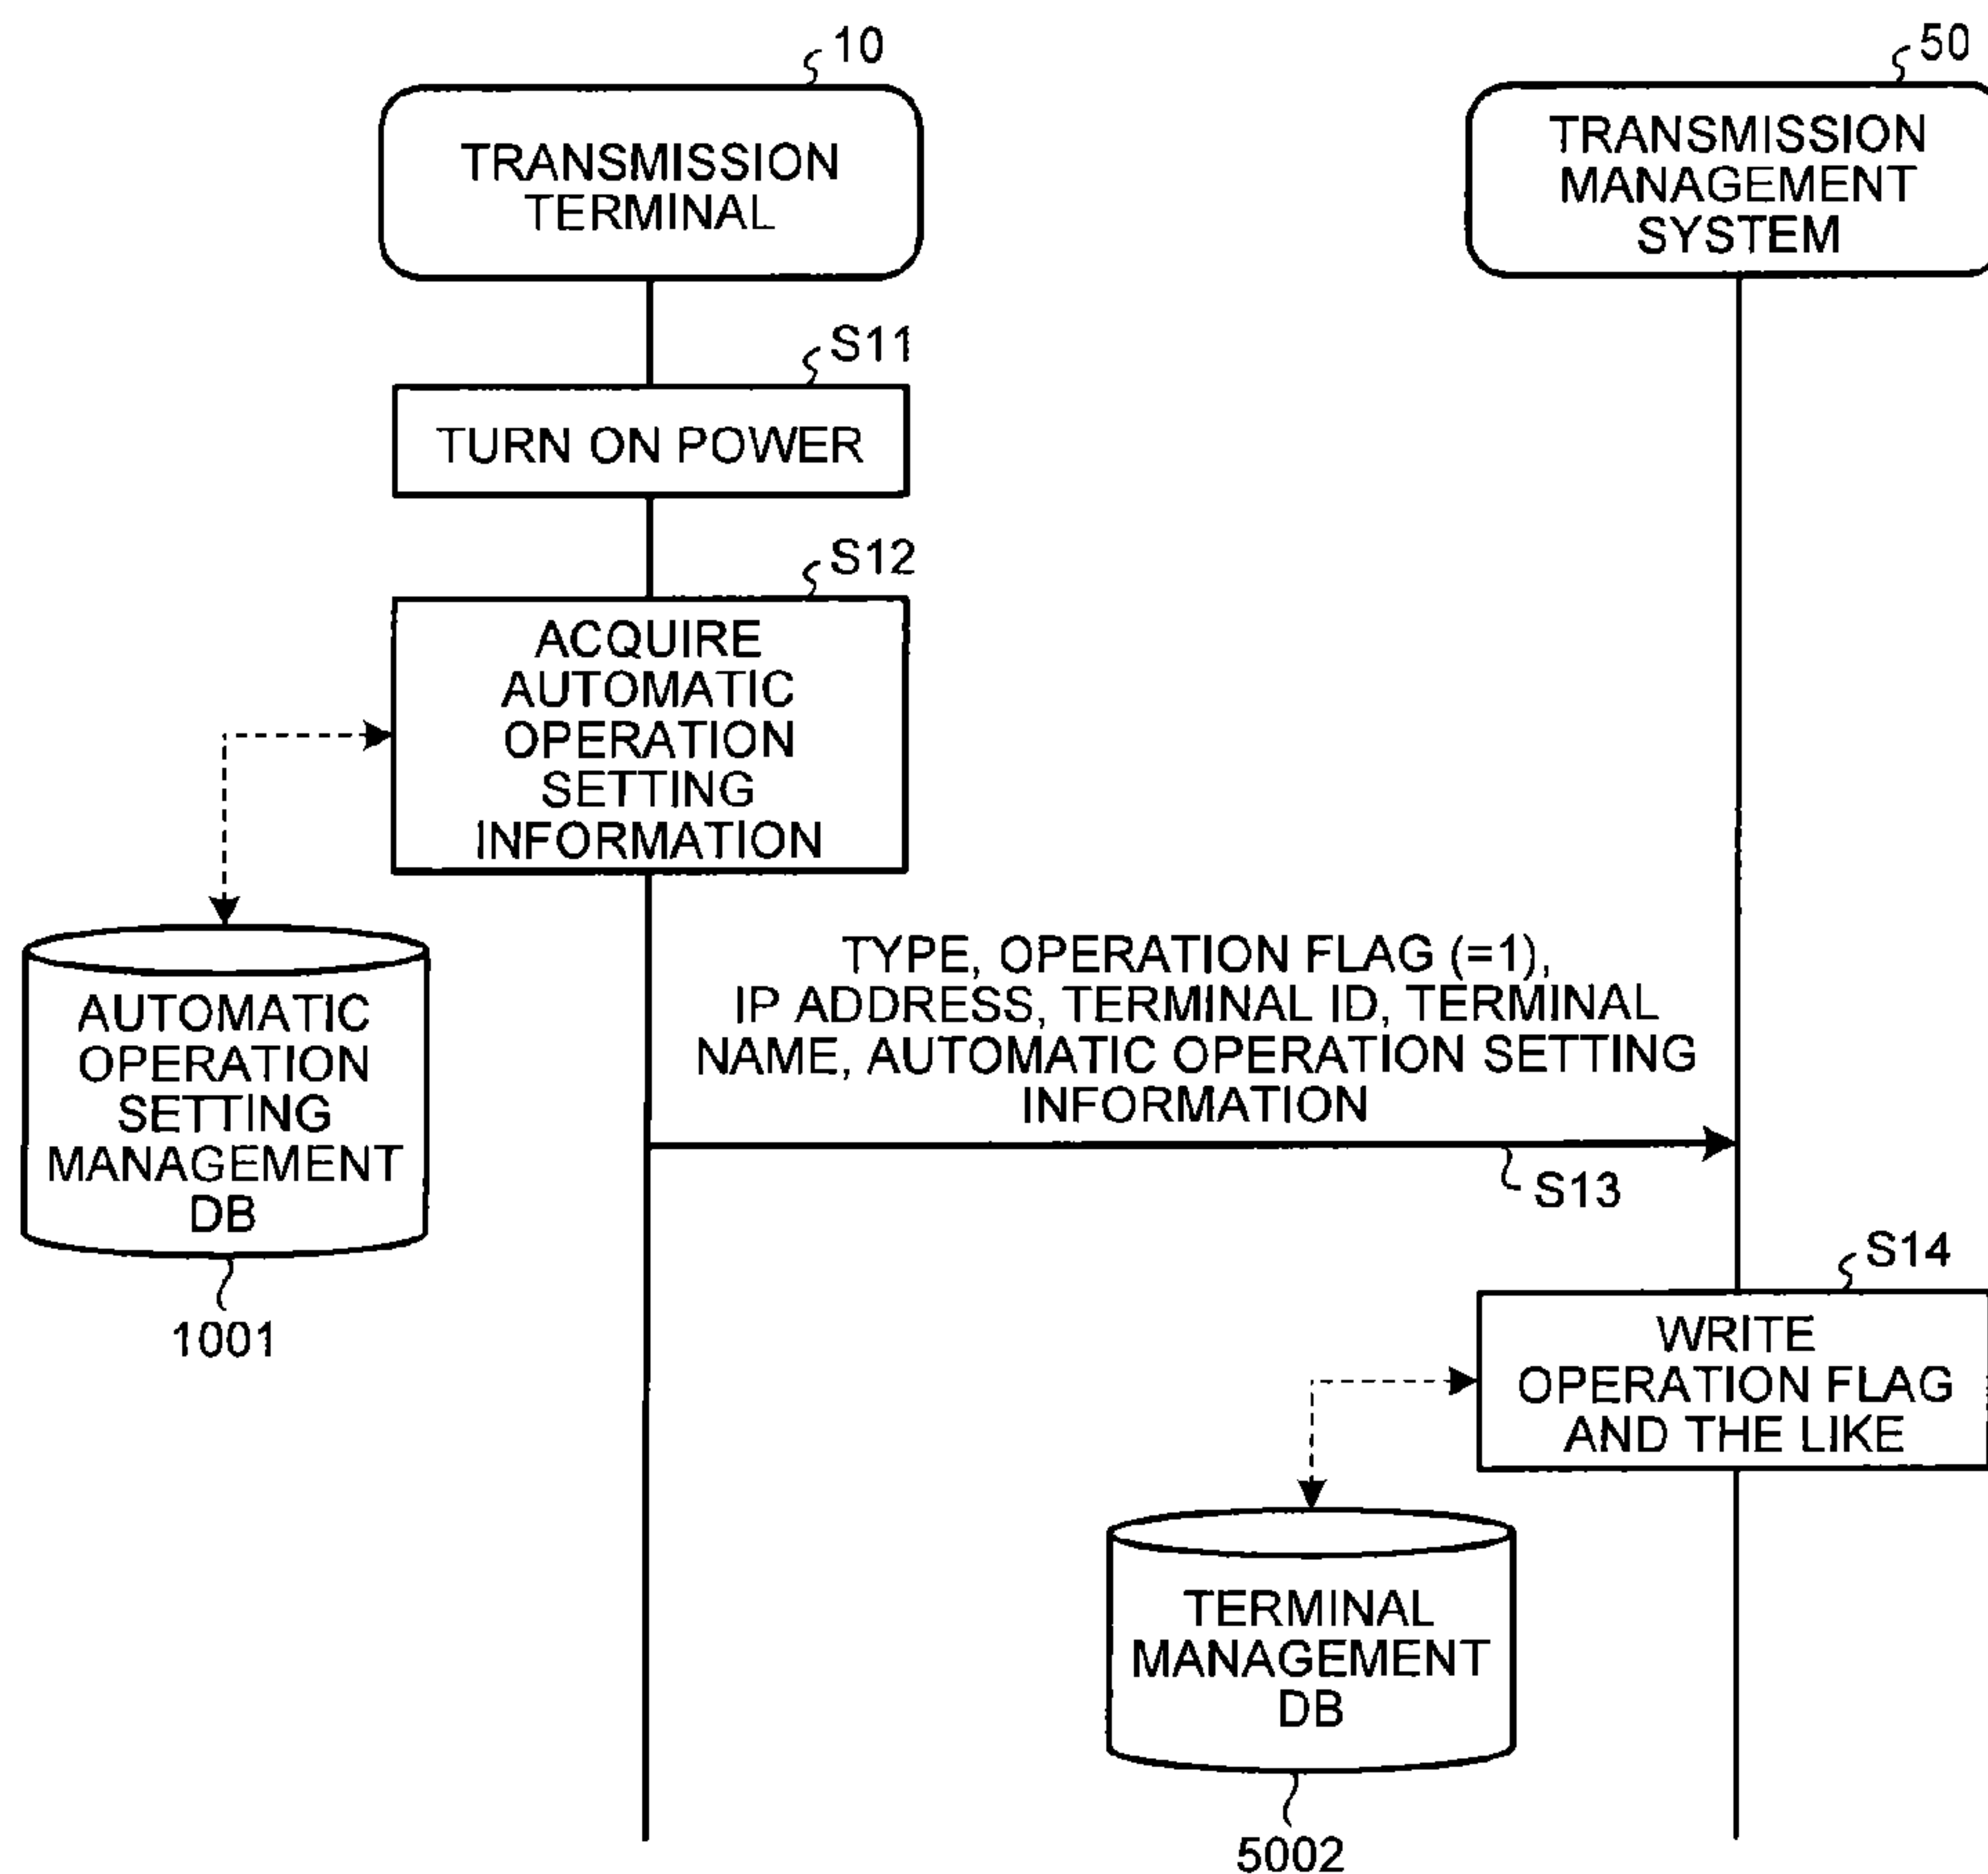 10
TRANSMISSION
TERMINAL
50
TRANSMISSION
MANAGEMENT
SYSTEM
S11
TURN ON POWER
S12
ACQUIRE
AUTOMATIC
OPERATION
SETTING
INFORMATION
AUTOMATIC
OPERATION
SETTING
MANAGEMENT
DB
1001
TYPE, OPERATION FLAG (=1),
IP ADDRESS, TERMINAL ID, TERMINAL
NAME, AUTOMATIC OPERATION SETTING
INFORMATION
S13
S14
WRITE
OPERATION FLAG
AND THE LIKE
TERMINAL
MANAGEMENT
DB
5002